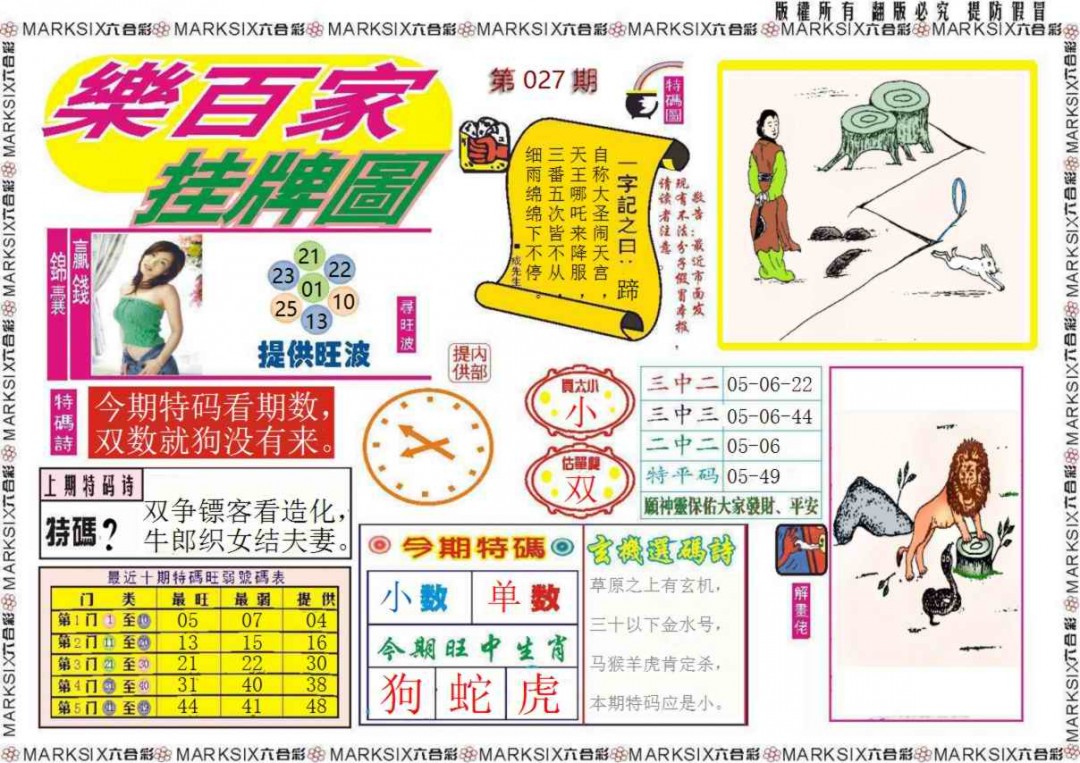 版權所有 翻版必究 提防假冒
MARKSIX六合彩 MARKSIX六合彩 MARKSIX六合彩 MARKSIX六合彩 MARKSIX六合彩 MARKSIX六合彩 MARKSIX六合彩
樂百家
挂牌圖
第 027 期
特碼圖
一字記之曰：蹄
自称大圣闹天宫，
天王哪吒来降服，
三番五次皆不从，
细雨绵绵下不停。
■成先生
敬告：最近市面发
现有不法分子假冒本报，
请读者注意。
贏錢
錦囊
21
23 22
01
25 10
13
提供旺波
尋旺波
特碼詩
今期特码看期数，
双数就狗没有来。
内部
提供
買大小
小
估單雙
双
三中二 05-06-22
三中三 05-06-44
二中二 05-06
特平码 05-49
願神靈保佑大家發財、平安
上期特码诗
特碼？
双争镖客看造化，
牛郎织女结夫妻。
最近十期特碼旺弱號碼表
门 类 最旺 最弱 提供
第1门 1 至 05 07 04
第2门 11 至 13 15 16
第3门 21 至 30 21 22 30
第4门 至 40 31 40 38
第5门 至 44 41 48
今期特碼
小数 单数
今期旺中生肖
狗 蛇 虎
玄機選碼詩
草原之上有玄机，
三十以下金水号，
马猴羊虎肯定杀，
本期特码应是小。
解畫佬
MARKSIX六合彩 MARKSIX六合彩 MARKSIX六合彩 MARKSIX六合彩 MARKSIX六合彩 MARKSIX六合彩 MARKSIX六合彩